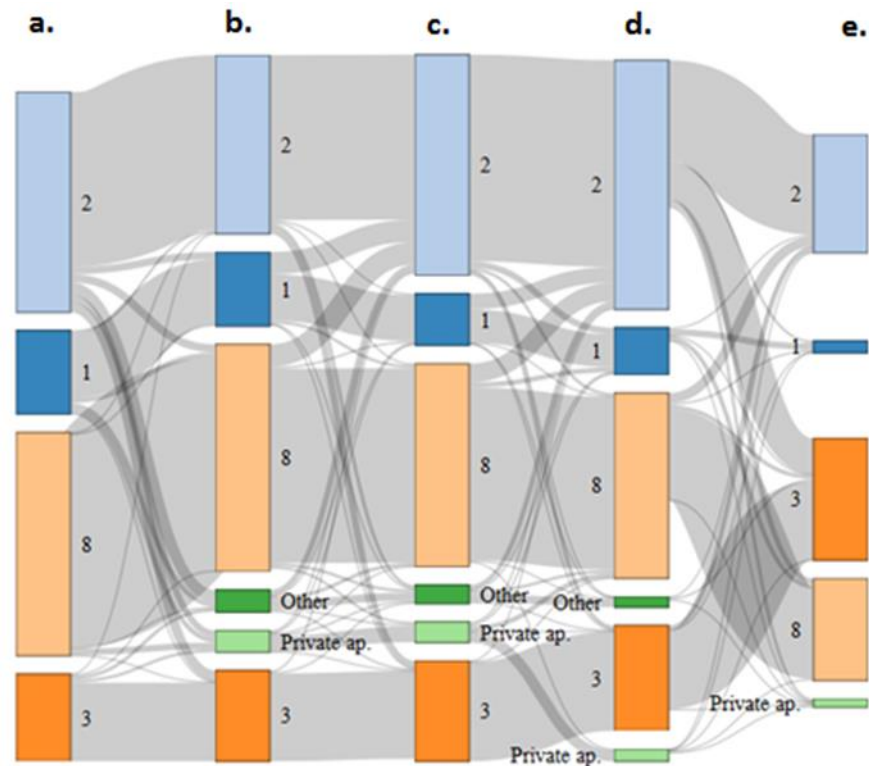 a. b. c. d. e.
2 2 2 2 2
1 1 1 1 1
8 8 8 8 3
Other Other Other 8
Private ap. Private ap. Private ap.
3 3 3 3
Private ap.